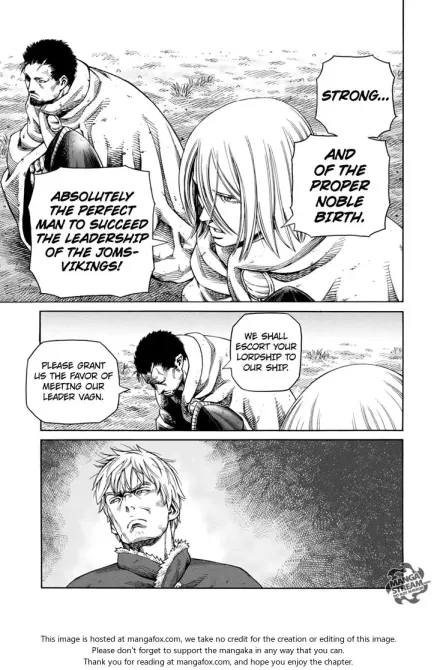 STRONG...
AND
OF THE
PROPER
NOBLE
BIRTH.
ABSOLUTELY
THE PERFECT
MAN TO SUCCEED
THE LEADERSHIP
OF THE JOMS-
VIKINGS!
WE SHALL
ESCORT YOUR
LORDSHIP TO
OUR SHIP.
PLEASE GRANT
US THE FAVOR OF
MEETING OUR
LEADER VAGN.
MANGA
STREAM
This image is hosted at mangafox.com, we take no credit for the creation or editing of this image.
Please don't forget to support the mangaka in any way that you can.
Thank you for reading at mangafox.com, and hope you enjoy the chapter.